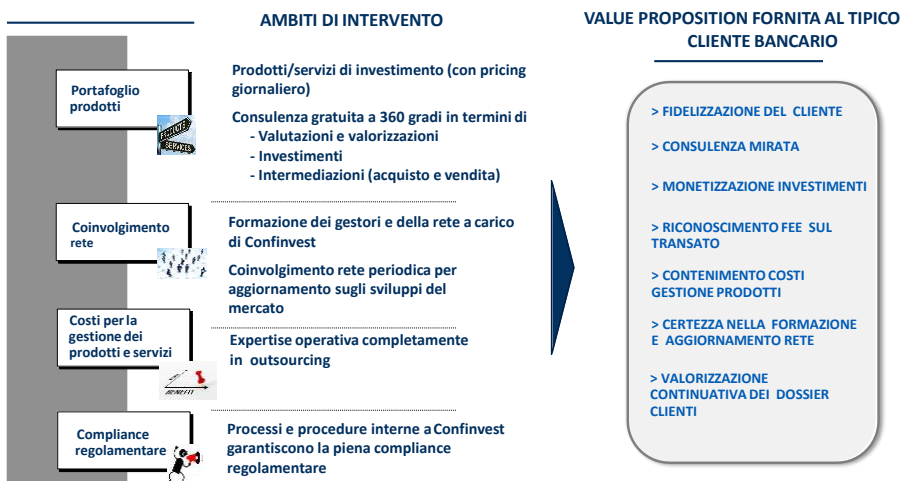 AMBITI DI INTERVENTO
VALUE PROPOSITION FORNITA AL TIPICO
CLIENTE BANCARIO
Portafoglio
prodotti
PRODUCTS
SERVICES
Prodotti/servizi di investimento (con pricing
giornaliero)
Consulenza gratuita a 360 gradi in termini di
- Valutazioni e valorizzazioni
- Investimenti
- Intermediazioni (acquisto e vendita)
Coinvolgimento
rete
Formazione dei gestori e della rete a carico
di Confinvest
Coinvolgimento rete periodica per
aggiornamento sugli sviluppi del
mercato
Costi per la
gestione dei
prodotti e servizi
BENEFIT
Expertise operativa completamente
in outsourcing
Compliance
regolamentare
Processi e procedure interne a Confinvest
garantiscono la piena compliance
regolamentare
> FIDELIZZAZIONE DEL CLIENTE
> CONSULENZA MIRATA
> MONETIZZAZIONE INVESTIMENTI
> RICONOSCIMENTO FEE SUL
TRANSATO
> CONTENIMENTO COSTI
GESTIONE PRODOTTI
> CERTEZZA NELLA FORMAZIONE
E AGGIORNAMENTO RETE
> VALORIZZAZIONE
CONTINUATIVA DEI DOSSIER
CLIENTI